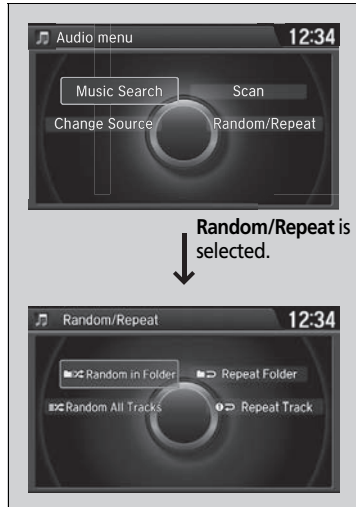 Audio menu 12:34
Music Search Scan
Change Source Random/Repeat
Random/Repeat is
selected.
Random/Repeat 12:34
Random in Folder Repeat Folder
Random All Tracks Repeat Track